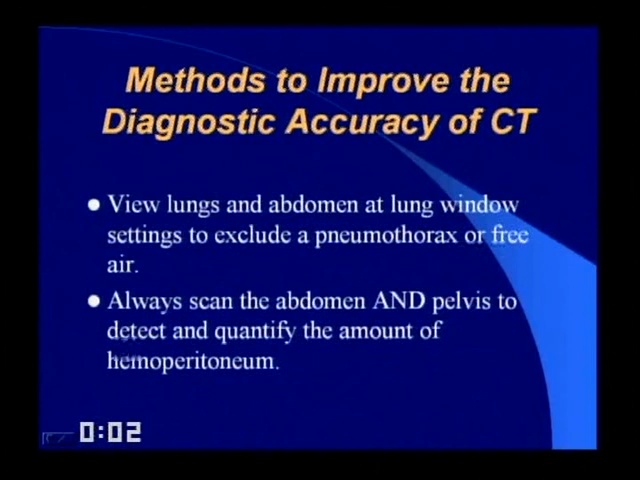 Methods to Improve the
Diagnostic Accuracy of CT
● View lungs and abdomen at lung window
settings to exclude a pneumothorax or free
air.
● Always scan the abdomen AND pelvis to
detect and quantify the amount of
hemoperitoneum.
0:02